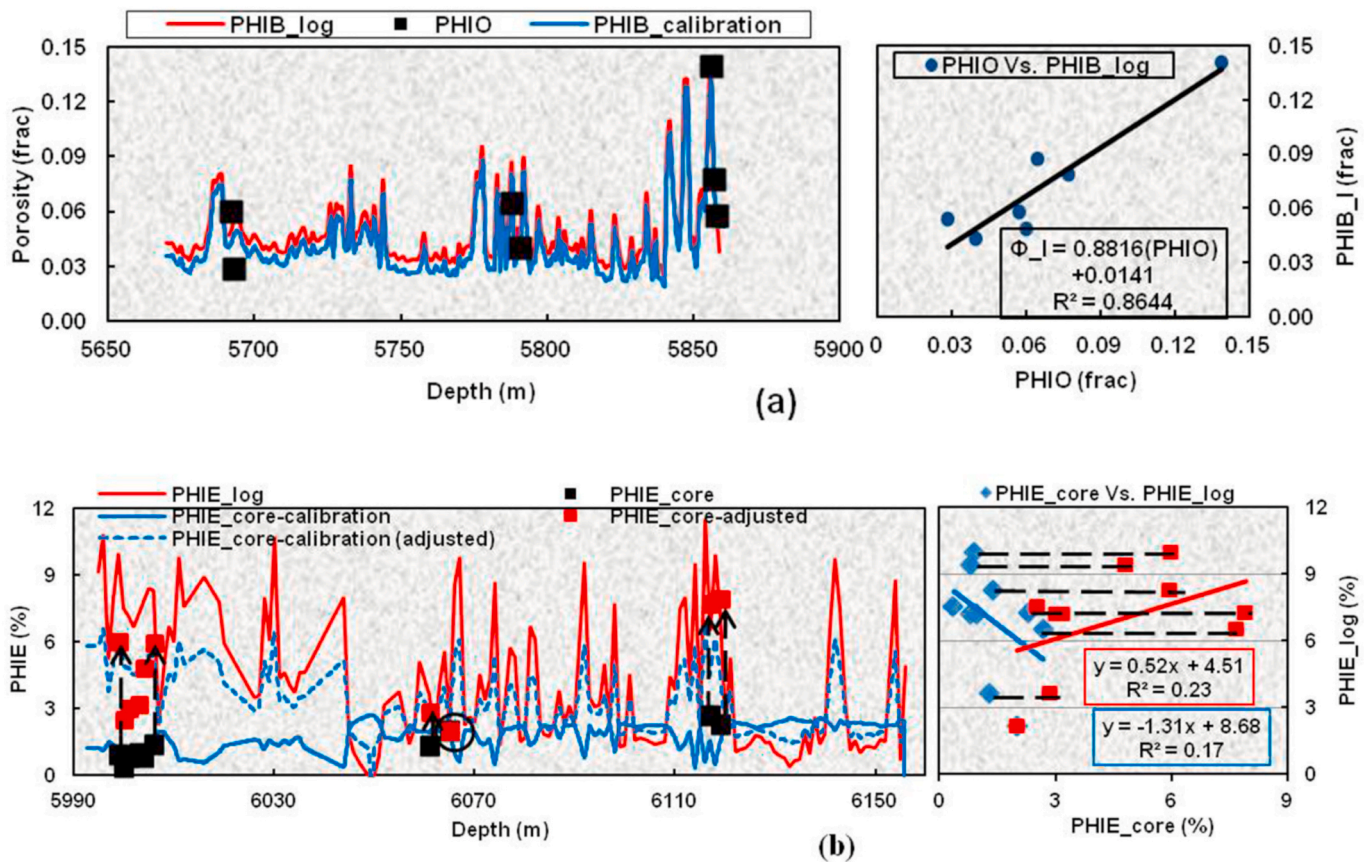 PHIB_log PHIO PHIB_calibration
Porosity (frac)
0.15
0.12
0.09
0.06
0.03
0.00
5650 5700 5750 5800 5850 5900
Depth (m)
PHIO Vs. PHIB_log
Φ_I = 0.8816(PHIO)
+0.0141
R² = 0.8644
0.15
0.12
0.09
0.06
0.03
0.00
PHIB_I (frac)
0 0.03 0.06 0.09 0.12 0.15
PHIO (frac)
(a)
PHIE_log PHIE_core
PHIE_core-calibration PHIE_core-adjusted
PHIE_core-calibration (adjusted)
PHIE (%)
12
9
6
3
0
5990 6030 6070 6110 6150
Depth (m)
PHIE_core Vs. PHIE_log
y = 0.52x + 4.51
R² = 0.23
y = -1.31x + 8.68
R² = 0.17
12
9
6
3
0
PHIE_log (%)
0 3 6 9
PHIE_core (%)
(b)